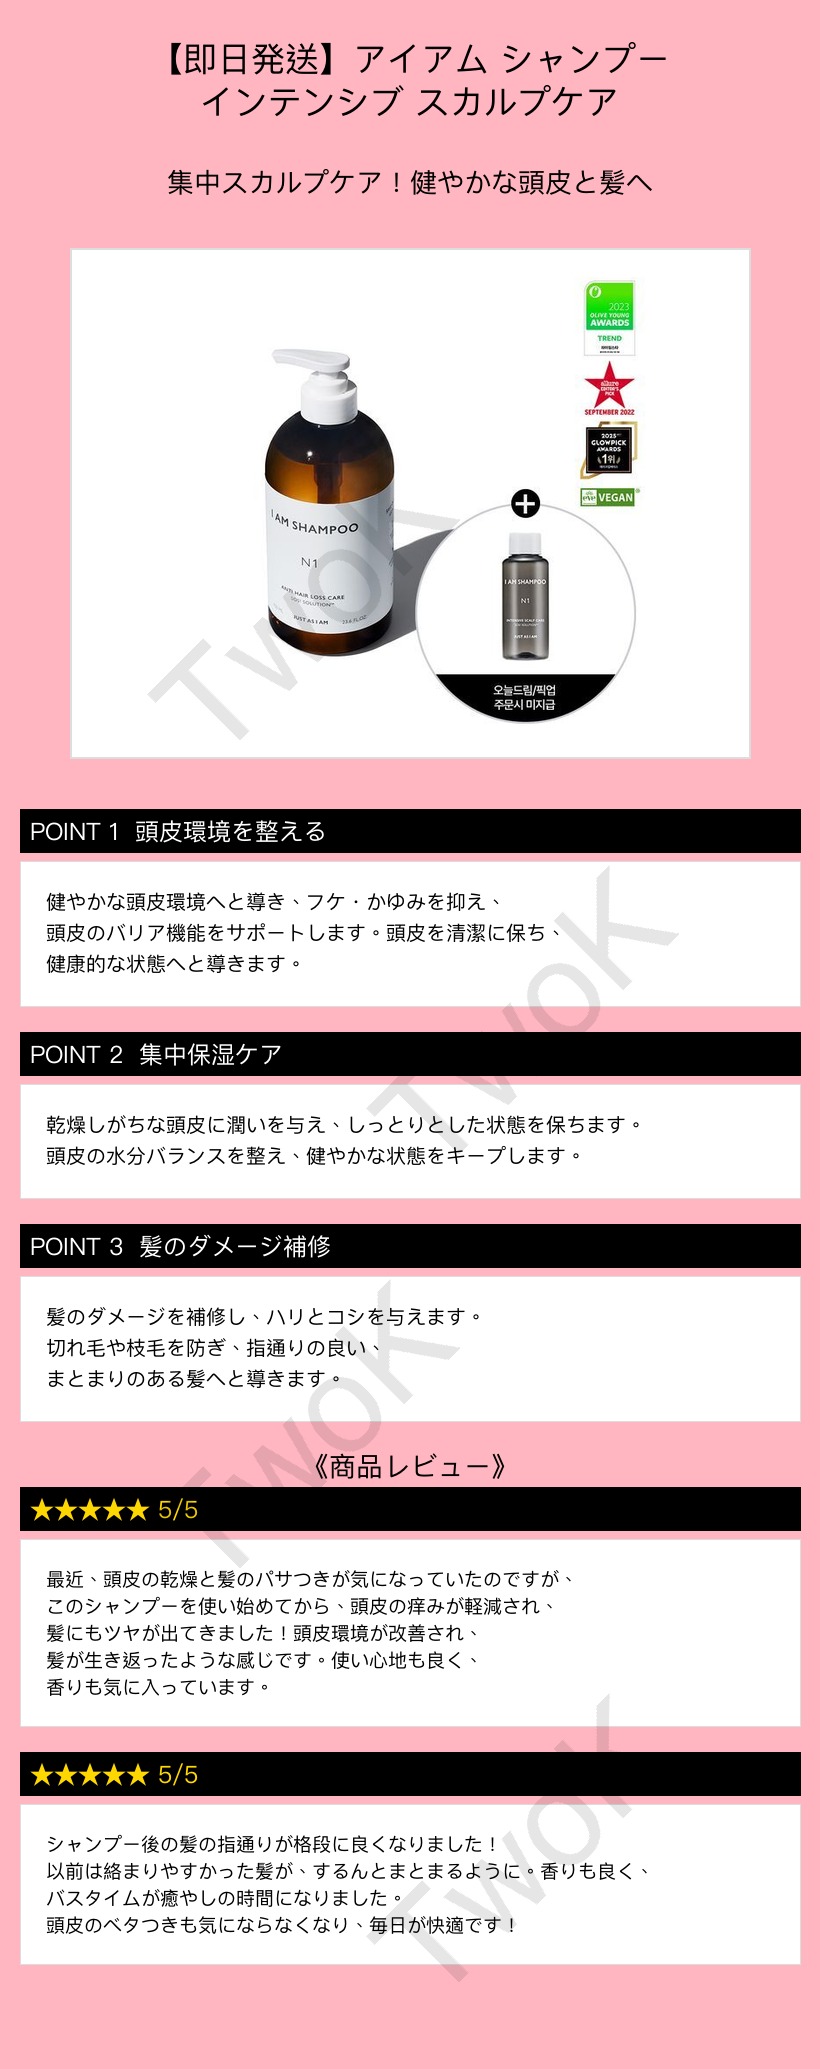 【即日発送】アイアム シャンプー
インテンシブ スカルプケア
集中スカルプケア！健やかな頭皮と髪へ
2023
OLIVE YOUNG
AWARDS
TREND
allure
EDITOR'S
PICK
SEPTEMBER 2022
2025
GLOWPICK
AWARDS
1위
eve VEGAN
I AM SHAMPOO
N1
ANTI HAIR LOSS CARE
SOLUTION™
JUST AS I AM
23.6 FL.OZ
I AM SHAMPOO
N1
INTENSIVE SCALP CARE
JUST AS I AM
오늘드림/픽업
주문시 미지급
TwoK
POINT 1 頭皮環境を整える
健やかな頭皮環境へと導き、フケ・かゆみを抑え、
頭皮のバリア機能をサポートします。頭皮を清潔に保ち、
健康的な状態へと導きます。
TwoK
POINT 2 集中保湿ケア
乾燥しがちな頭皮に潤いを与え、しっとりとした状態を保ちます。
頭皮の水分バランスを整え、健やかな状態をキープします。
POINT 3 髪のダメージ補修
髪のダメージを補修し、ハリとコシを与えます。
切れ毛や枝毛を防ぎ、指通りの良い、
まとまりのある髪へと導きます。
TwoK
《商品レビュー》
★★★★★ 5/5
最近、頭皮の乾燥と髪のパサつきが気になっていたのですが、
このシャンプーを使い始めてから、頭皮の痒みが軽減され、
髪にもツヤが出てきました！頭皮環境が改善され、
髪が生き返ったような感じです。使い心地も良く、
香りも気に入っています。
★★★★★ 5/5
シャンプー後の髪の指通りが格段に良くなりました！
以前は絡まりやすかった髪が、するんとまとまるように。香りも良く、
バスタイムが癒やしの時間になりました。
頭皮のベタつきも気にならなくなり、毎日が快適です！
TwoK